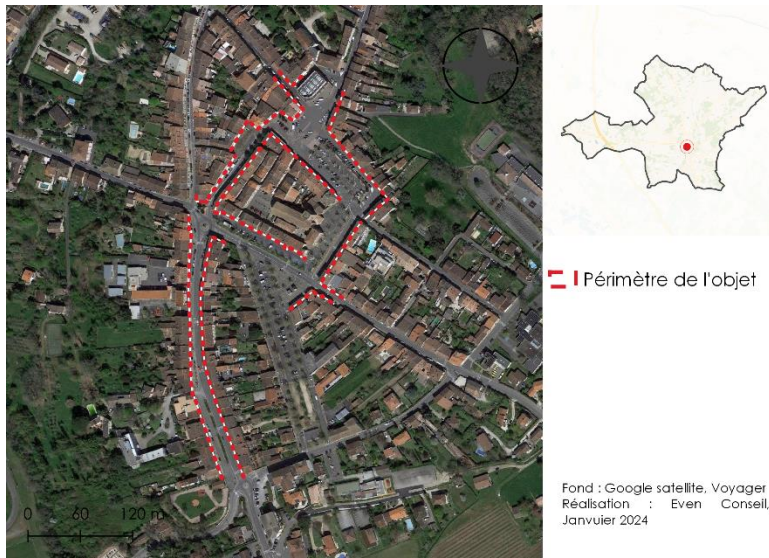 Périmètre de l'objet
Fond : Google satellite, Voyager
Réalisation : Even Conseil,
Janvuier 2024
0 60 120 m